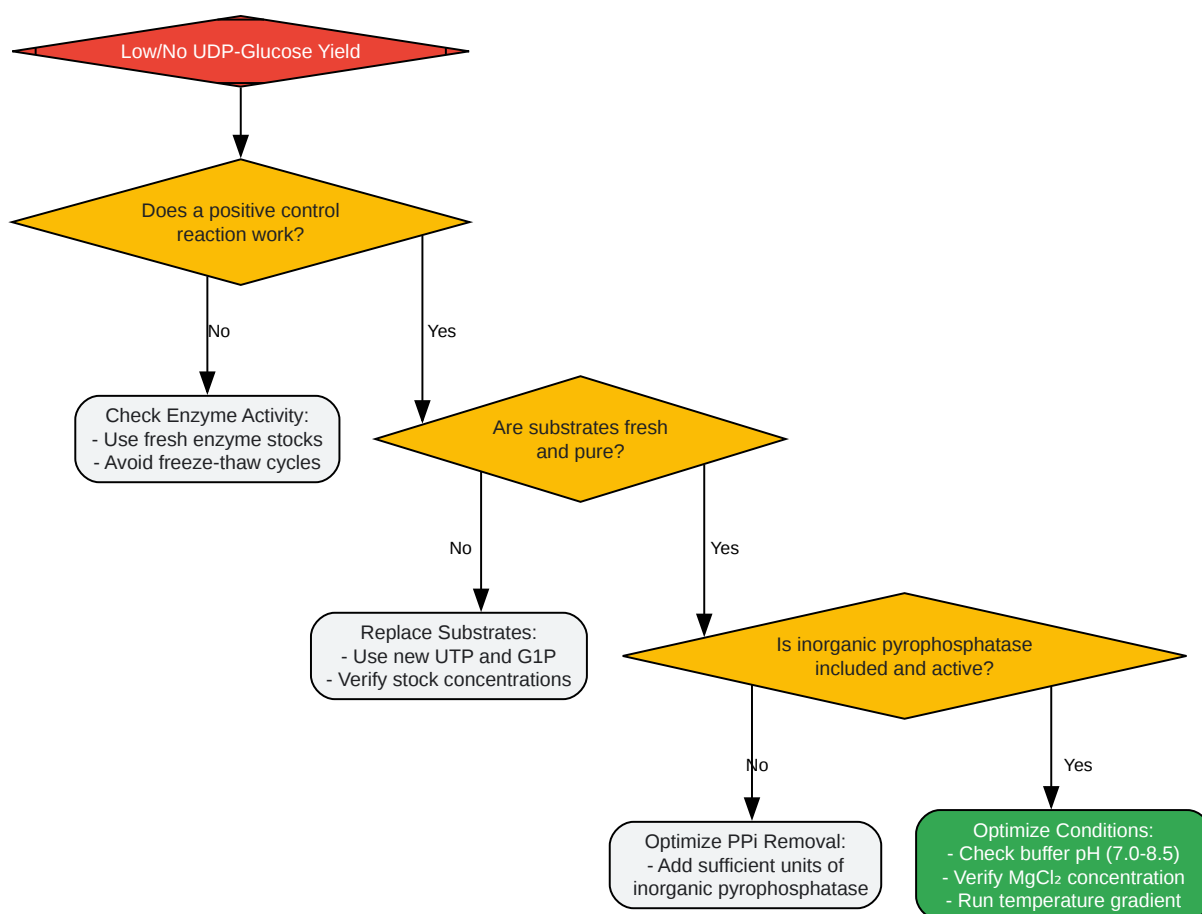 Low/No UDP-Glucose Yield
Does a positive control
reaction work?
No
Yes
Check Enzyme Activity:
- Use fresh enzyme stocks
- Avoid freeze-thaw cycles
Are substrates fresh
and pure?
No
Yes
Replace Substrates:
- Use new UTP and G1P
- Verify stock concentrations
Is inorganic pyrophosphatase
included and active?
No
Yes
Optimize PPi Removal:
- Add sufficient units of
inorganic pyrophosphatase
Optimize Conditions:
- Check buffer pH (7.0-8.5)
- Verify MgCl₂ concentration
- Run temperature gradient